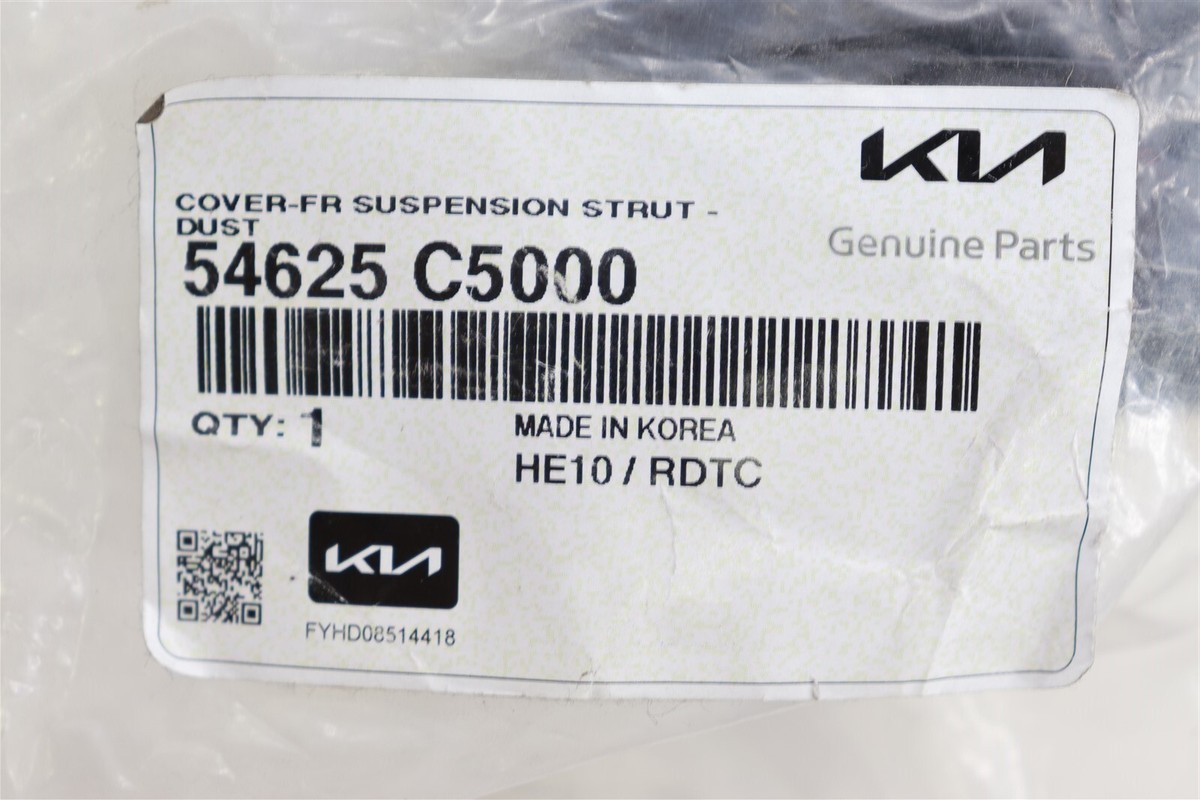 KIA
Genuine Parts
COVER-FR SUSPENSION STRUT -
DUST
54625 C5000
QTY: 1
MADE IN KOREA
HE10 / RDTC
KIA
FYHD08514418